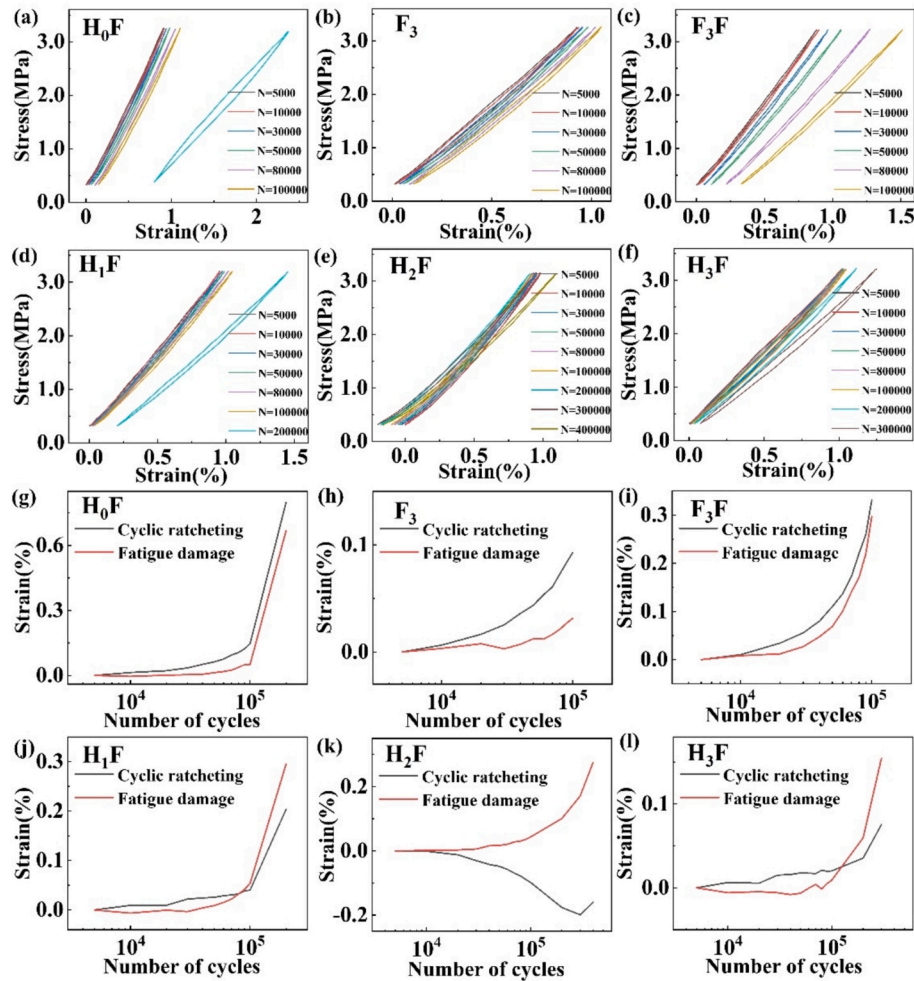 (a) H₀F
Stress(MPa)
3.0
2.0
1.0
0.0
N=5000
N=10000
N=30000
N=50000
N=80000
N=100000
0 1 2
Strain(%)
(b) F₃
Stress(MPa)
3.0
2.0
1.0
0.0
N=5000
N=10000
N=30000
N=50000
N=80000
N=100000
0.0 0.5 1.0
Strain(%)
(c) F₃F
Stress(MPa)
3.0
2.0
1.0
0.0
N=5000
N=10000
N=30000
N=50000
N=80000
N=100000
0.0 0.5 1.0 1.5
Strain(%)
(d) H₁F
Stress(MPa)
3.0
2.0
1.0
0.0
N=5000
N=10000
N=30000
N=50000
N=80000
N=100000
N=200000
0.0 0.5 1.0 1.5
Strain(%)
(e) H₂F
Stress(MPa)
3.0
2.0
1.0
0.0
N=5000
N=10000
N=30000
N=50000
N=80000
N=100000
N=200000
N=300000
N=400000
0.0 0.5 1.0
Strain(%)
(f) H₃F
Stress(MPa)
3.0
2.0
1.0
0.0
N=5000
N=10000
N=30000
N=50000
N=80000
N=100000
N=200000
N=300000
0.0 0.5 1.0 1.5
Strain(%)
(g) H₀F
Strain(%)
0.6
0.3
0.0
Cyclic ratcheting
Fatigue damage
10⁴ 10⁵
Number of cycles
(h) F₃
Strain(%)
0.1
0.0
Cyclic ratcheting
Fatigue damage
10⁴ 10⁵
Number of cycles
(i) F₃F
Strain(%)
0.3
0.2
0.1
0.0
Cyclic ratcheting
Fatigue damage
10⁴ 10⁵
Number of cycles
(j) H₁F
Strain(%)
0.3
0.2
0.1
0.0
Cyclic ratcheting
Fatigue damage
10⁴ 10⁵
Number of cycles
(k) H₂F
Strain(%)
0.2
0.0
-0.2
Cyclic ratcheting
Fatigue damage
10⁴ 10⁵
Number of cycles
(l) H₃F
Strain(%)
0.1
0.0
Cyclic ratcheting
Fatigue damage
10⁴ 10⁵
Number of cycles